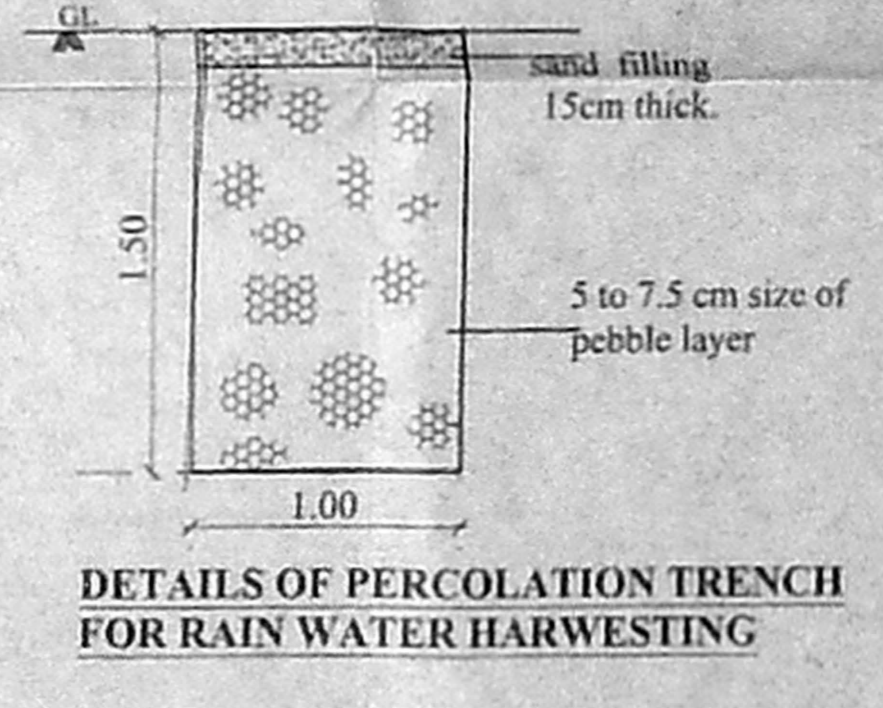 GL
sand filling
15cm thick.
1.50
5 to 7.5 cm size of
pebble layer
1.00
DETAILS OF PERCOLATION TRENCH
FOR RAIN WATER HARWESTING